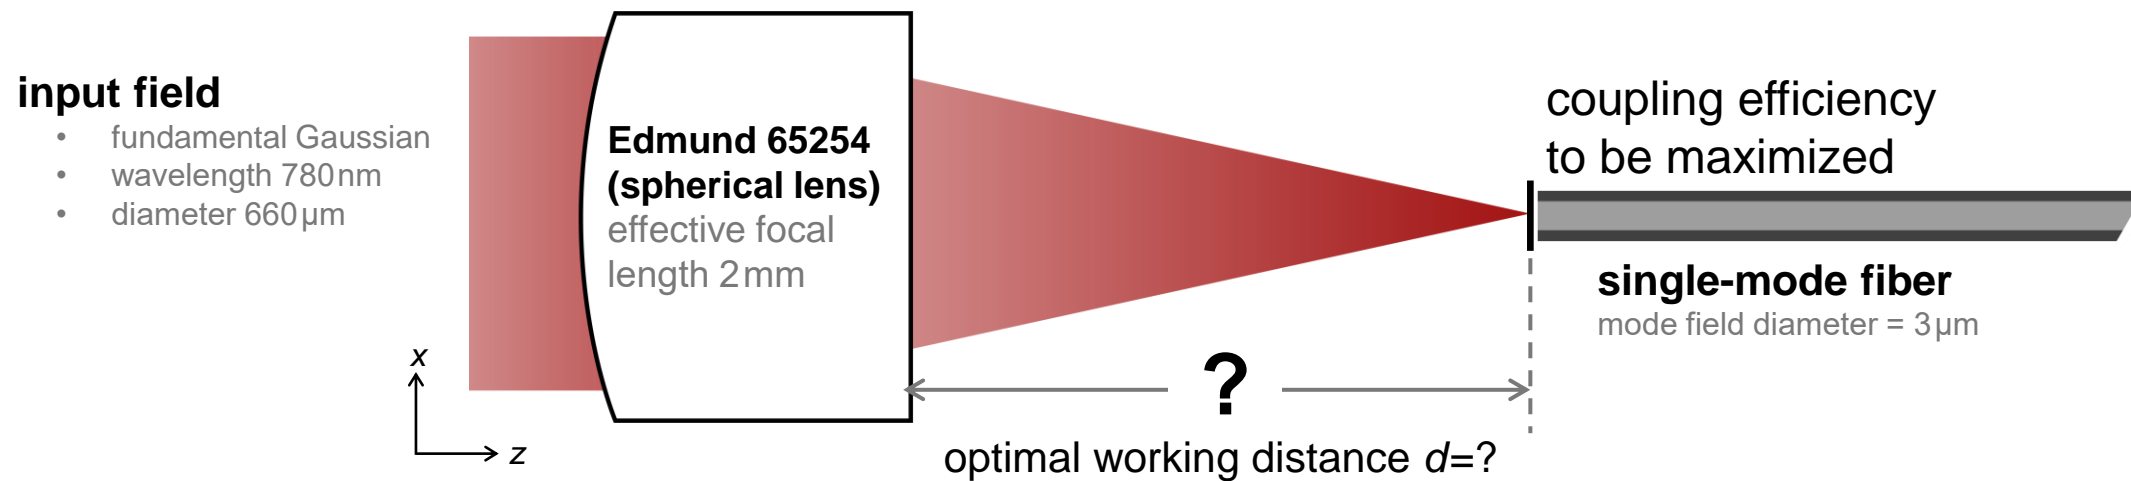 input field
• fundamental Gaussian
• wavelength 780 nm
• diameter 660 µm
Edmund 65254
(spherical lens)
effective focal
length 2 mm
coupling efficiency
to be maximized
single-mode fiber
mode field diameter = 3 µm
x
z
?
optimal working distance d=?